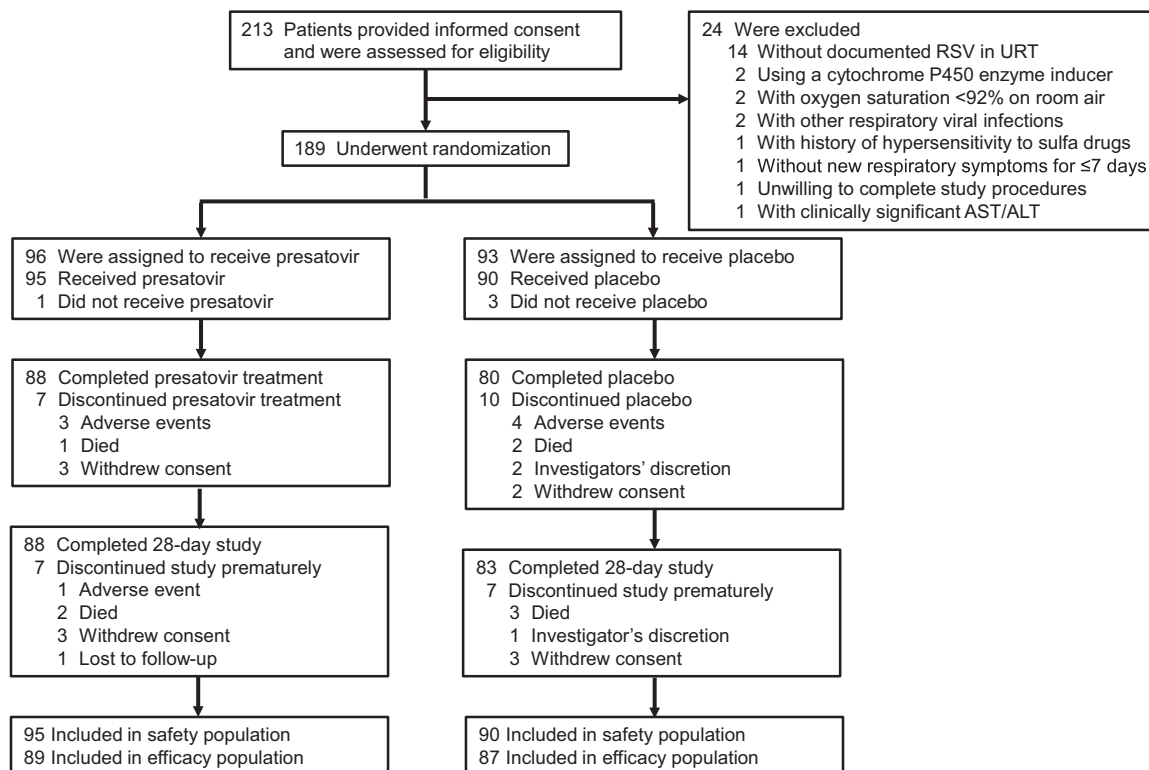 213 Patients provided informed consent
and were assessed for eligibility
24 Were excluded
14 Without documented RSV in URT
2 Using a cytochrome P450 enzyme inducer
2 With oxygen saturation <92% on room air
2 With other respiratory viral infections
1 With history of hypersensitivity to sulfa drugs
1 Without new respiratory symptoms for ≤7 days
1 Unwilling to complete study procedures
1 With clinically significant AST/ALT
189 Underwent randomization
96 Were assigned to receive presatovir
95 Received presatovir
1 Did not receive presatovir
93 Were assigned to receive placebo
90 Received placebo
3 Did not receive placebo
88 Completed presatovir treatment
7 Discontinued presatovir treatment
3 Adverse events
1 Died
3 Withdrew consent
80 Completed placebo
10 Discontinued placebo
4 Adverse events
2 Died
2 Investigators’ discretion
2 Withdrew consent
88 Completed 28-day study
7 Discontinued study prematurely
1 Adverse event
2 Died
3 Withdrew consent
1 Lost to follow-up
83 Completed 28-day study
7 Discontinued study prematurely
3 Died
1 Investigator’s discretion
3 Withdrew consent
95 Included in safety population
89 Included in efficacy population
90 Included in safety population
87 Included in efficacy population